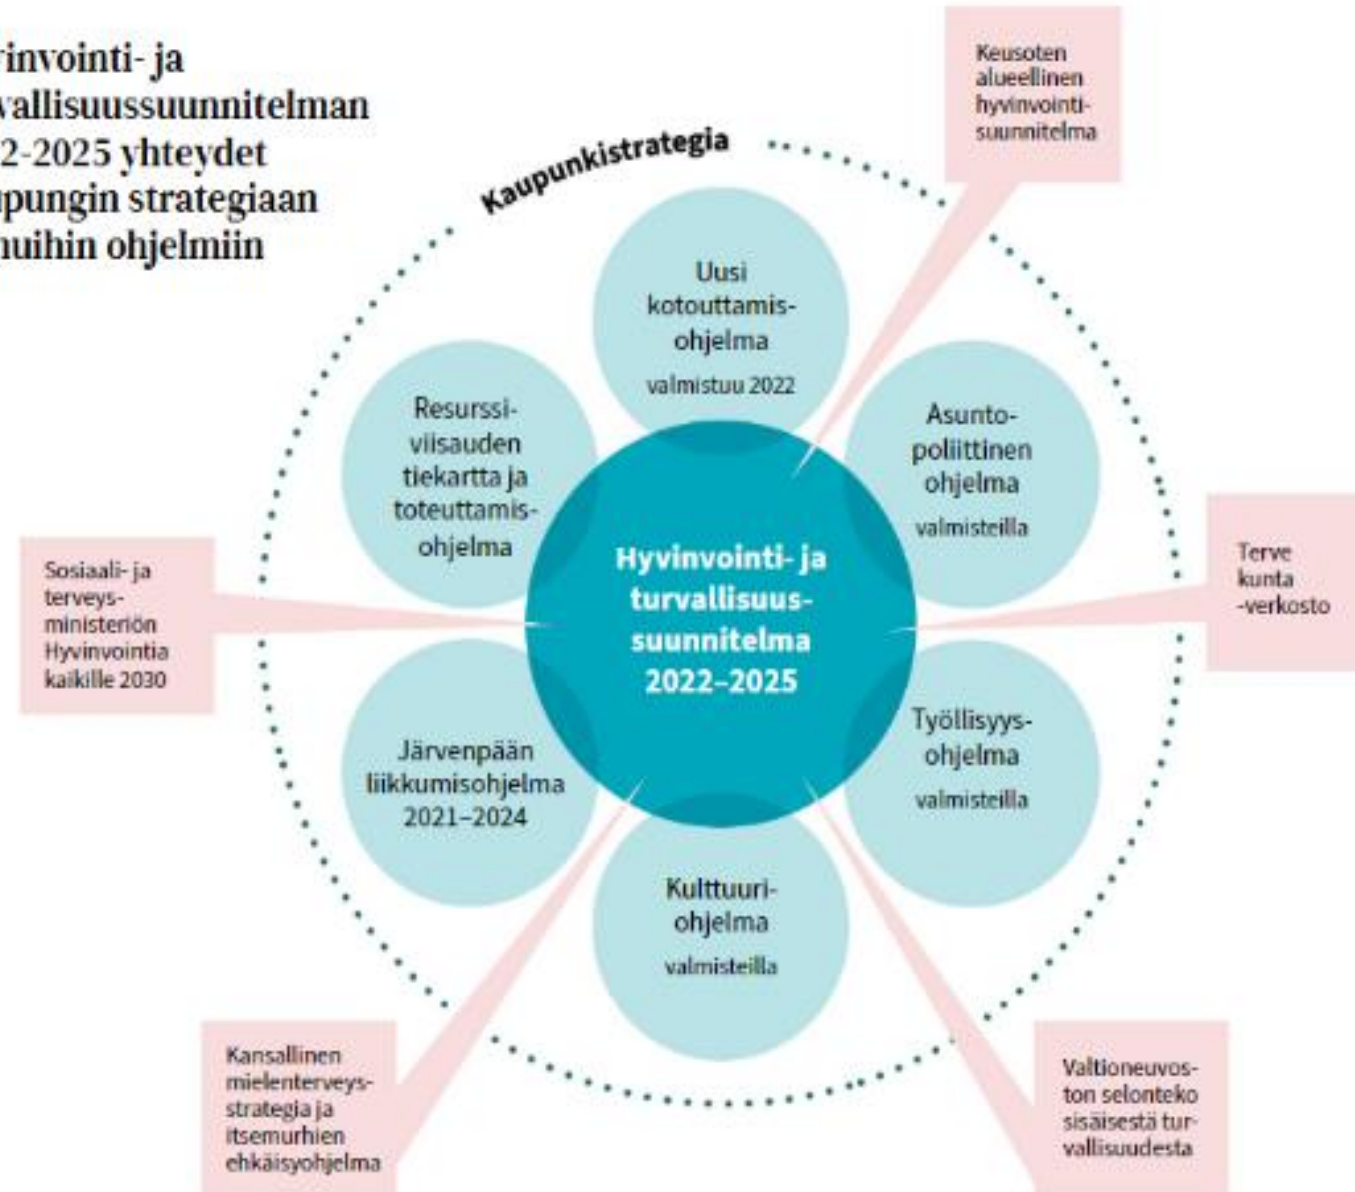 vinvointi- ja
vallisuussuunnitelman
2-2025 yhteydet
pungin strategiaan
muihin ohjelmiin
Kaupunkistrategia
Keusoten
alueellinen
hyvinvointi-
suunnitelma
Uusi
kotouttamis-
ohjelma
valmistuu 2022
Resurssi-
viisauden
tiekartta ja
toteuttamis-
ohjelma
Asunto-
poliittinen
ohjelma
valmisteilla
Hyvinvointi- ja
turvallisuus-
suunnitelma
2022–2025
Sosiaali- ja
terveys-
ministeriön
Hyvinvointia
kaikille 2030
Terve
kunta
-verkosto
Järvenpään
liikkumisohjelma
2021–2024
Työllisyys-
ohjelma
valmisteilla
Kulttuuri-
ohjelma
valmisteilla
Kansallinen
mielenterveys-
strategia ja
itsemurhien
ehkäisyohjelma
Valtioneuvos-
ton selonteko
sisäisestä tur-
vallisuudesta